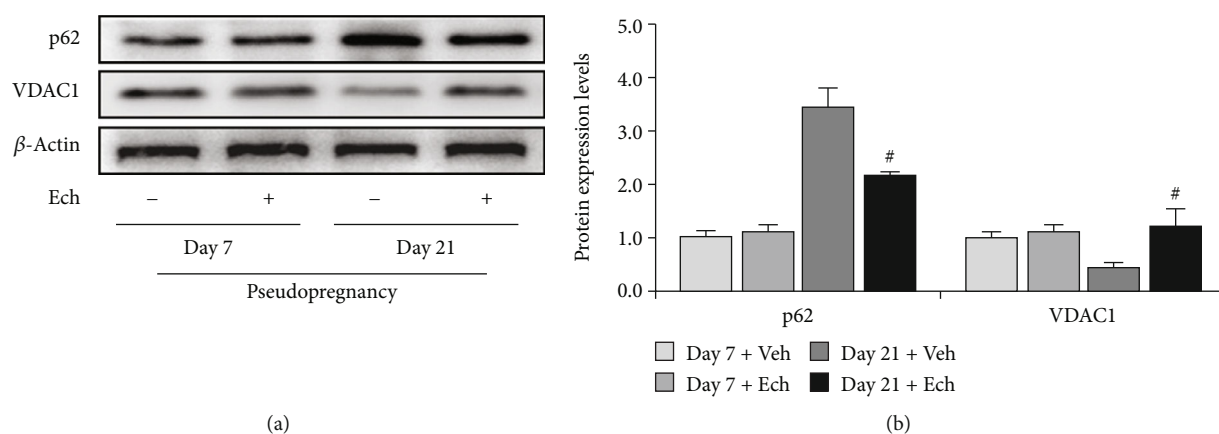 p62
VDAC1
β-Actin
Ech − + − +
Day 7 Day 21
Pseudopregnancy
(a)
Protein expression levels
5.0
4.0
3.0
2.0
1.0
0.0
#
#
p62 VDAC1
Day 7 + Veh Day 21 + Veh
Day 7 + Ech Day 21 + Ech
(b)